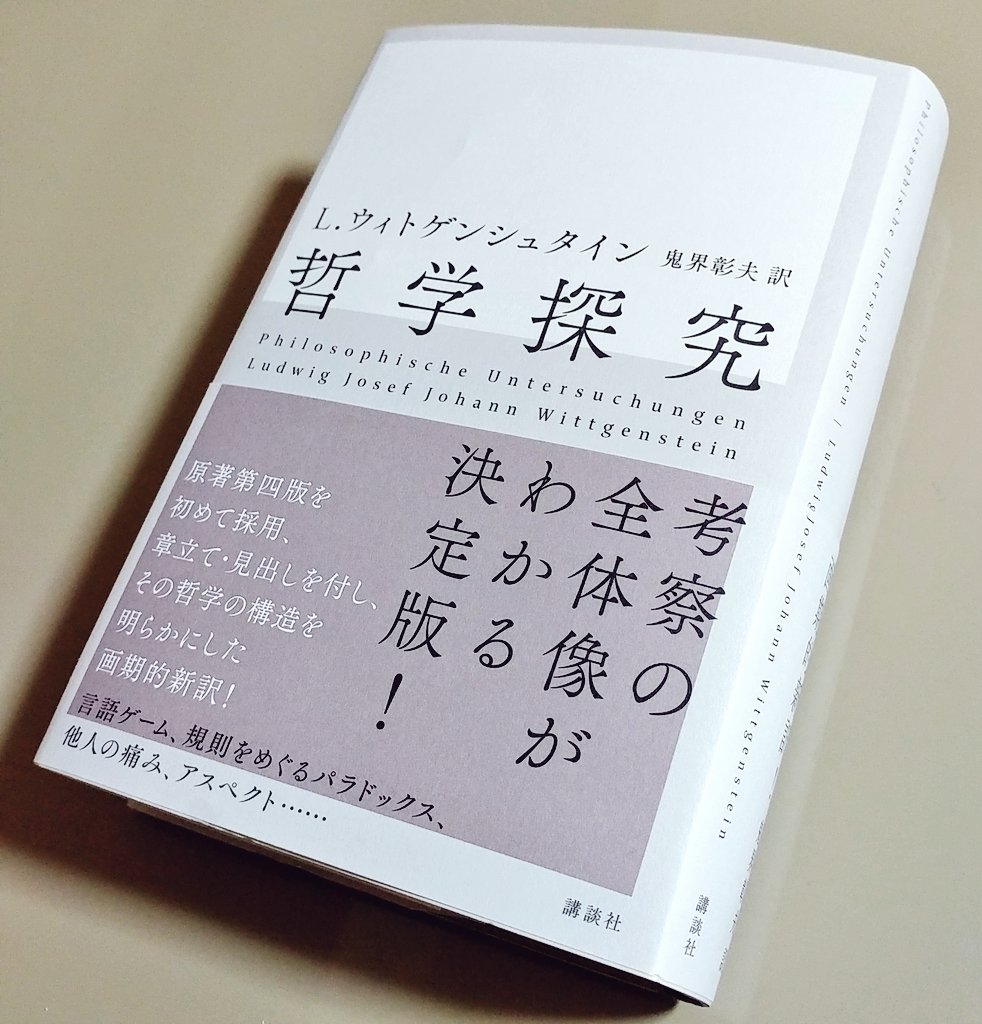 L.ウィトゲンシュタイン 鬼界彰夫 訳
哲学探究
Philosophische Untersuchungen
Ludwig Josef Johann Wittgenstein
考察の
全体像が
わかる
決定版!
原著第四版を
初めて採用、
章立て・見出しを付し、
その哲学の構造を
明らかにした
画期的新訳!
言語ゲーム、規則をめぐるパラドックス、
他人の痛み、アスペクト……
講談社
Philosophische Untersuchungen / Ludwig Josef Johann Wittgenstein
講談社